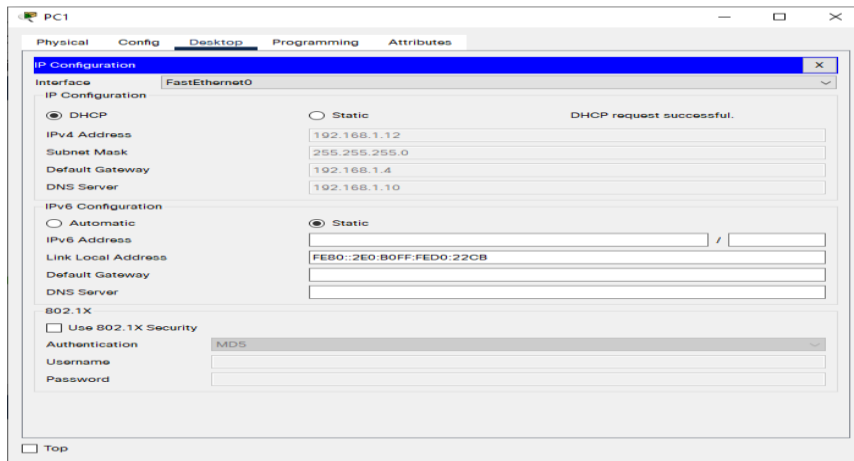 PC1
Physical Config Desktop Programming Attributes
IP Configuration X
Interface FastEthernet0
IP Configuration
DHCP Static DHCP request successful.
IPv4 Address 192.168.1.12
Subnet Mask 255.255.255.0
Default Gateway 192.168.1.4
DNS Server 192.168.1.10
IPv6 Configuration
Automatic Static
IPv6 Address /
Link Local Address FE80::2E0:B0FF:FED0:22CB
Default Gateway
DNS Server
802.1X
Use 802.1X Security
Authentication MD5
Username
Password
Top